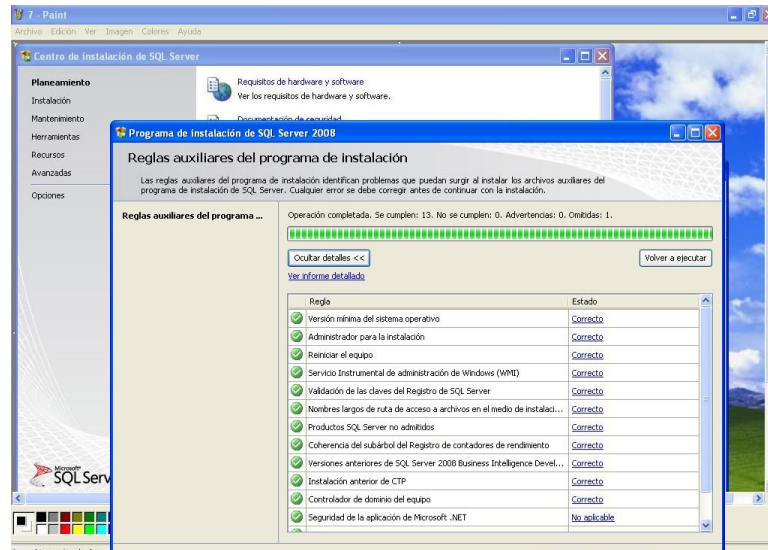 7 - Paint
Archivo Edición Ver Imagen Colores Ayuda
Centro de instalación de SQL Server
Planeamiento
Instalación
Mantenimiento
Herramientas
Recursos
Avanzadas
Opciones
Requisitos de hardware y software
Ver los requisitos de hardware y software.
Documentación de seguridad
Microsoft
SQL Serv
Programa de instalación de SQL Server 2008
Reglas auxiliares del programa de instalación
Las reglas auxiliares del programa de instalación identifican problemas que puedan surgir al instalar los archivos auxiliares del
programa de instalación de SQL Server. Cualquier error se debe corregir antes de continuar con la instalación.
Reglas auxiliares del programa ...
Operación completada. Se cumplen: 13. No se cumplen: 0. Advertencias: 0. Omitidas: 1.
Ocultar detalles << Volver a ejecutar
Ver informe detallado
Regla Estado
Versión mínima del sistema operativo Correcto
Administrador para la instalación Correcto
Reiniciar el equipo Correcto
Servicio Instrumental de administración de Windows (WMI) Correcto
Validación de las claves del Registro de SQL Server Correcto
Nombres largos de ruta de acceso a archivos en el medio de instalaci... Correcto
Productos SQL Server no admitidos Correcto
Coherencia del subárbol del Registro de contadores de rendimiento Correcto
Versiones anteriores de SQL Server 2008 Business Intelligence Devel... Correcto
Instalación anterior de CTP Correcto
Controlador de dominio del equipo Correcto
Seguridad de la aplicación de Microsoft .NET No aplicable